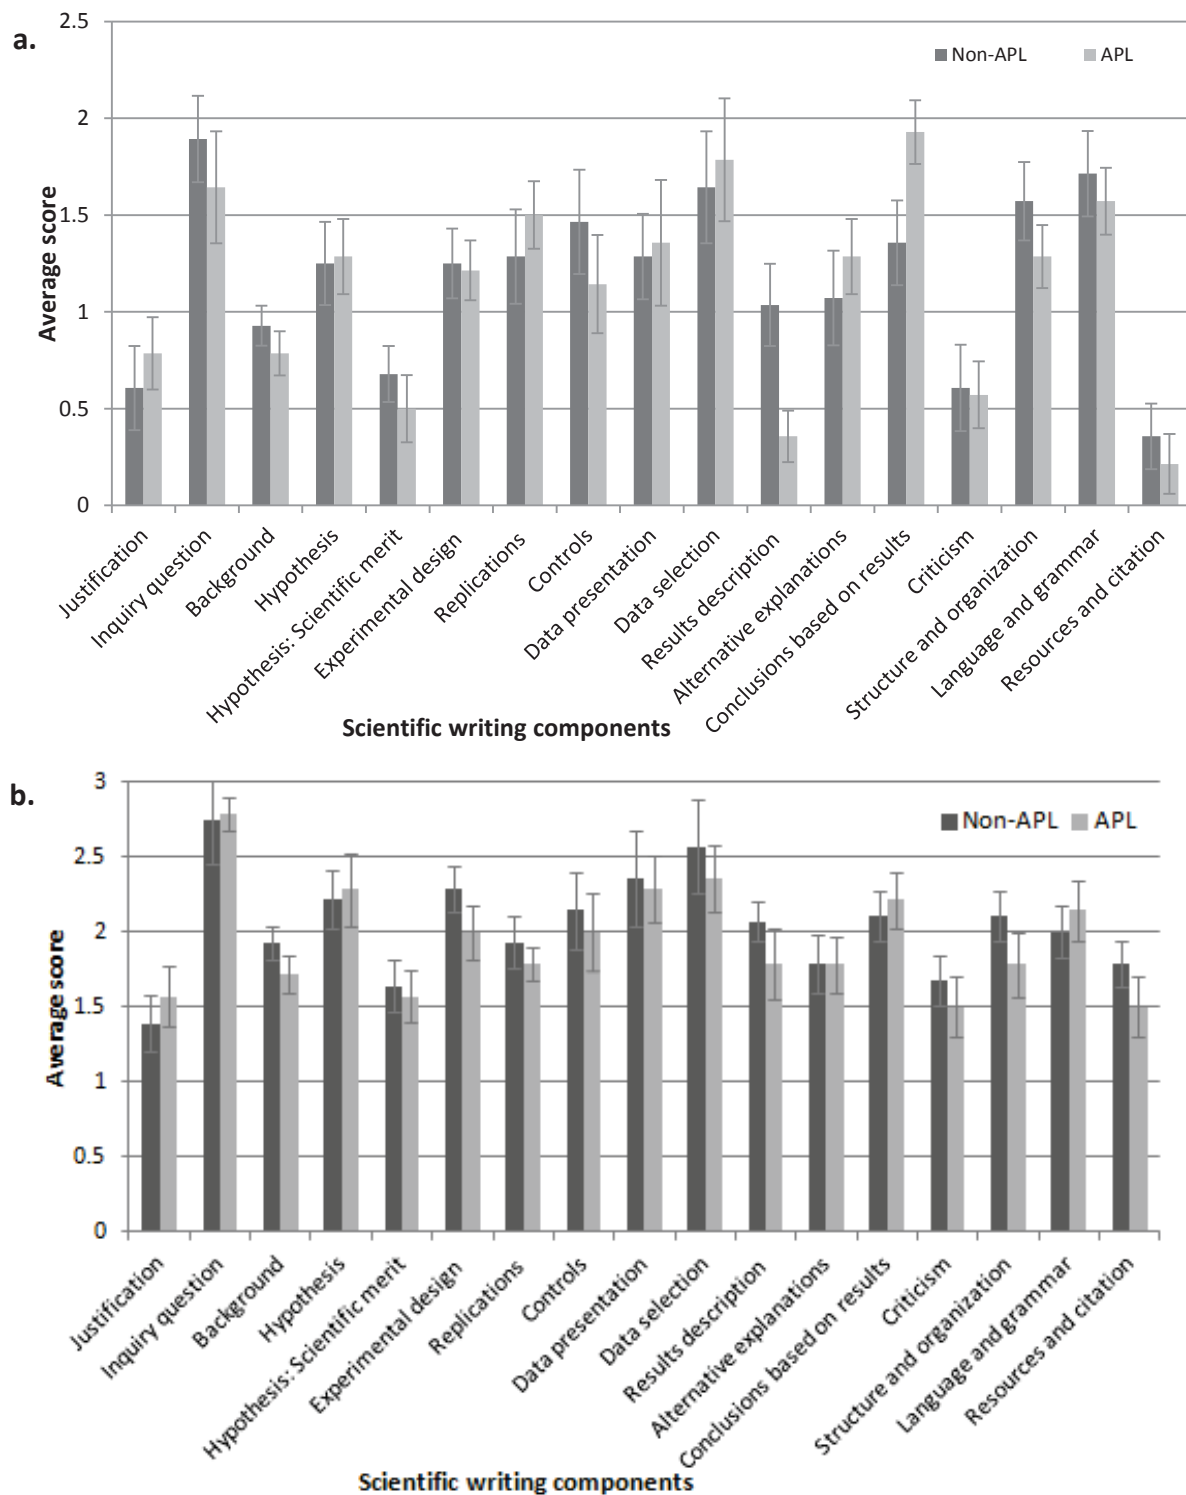 a.
2.5
2
1.5
1
0.5
0
Average score
Non-APL APL
Justification
Inquiry question
Background
Hypothesis
Hypothesis: Scientific merit
Experimental design
Replications
Controls
Data presentation
Data selection
Results description
Alternative explanations
Conclusions based on results
Criticism
Structure and organization
Language and grammar
Resources and citation
Scientific writing components
b.
3
2.5
2
1.5
1
0.5
0
Average score
Non-APL APL
Justification
Inquiry question
Background
Hypothesis
Hypothesis: Scientific merit
Experimental design
Replications
Controls
Data presentation
Data selection
Results description
Alternative explanations
Conclusions based on results
Criticism
Structure and organization
Language and grammar
Resources and citation
Scientific writing components